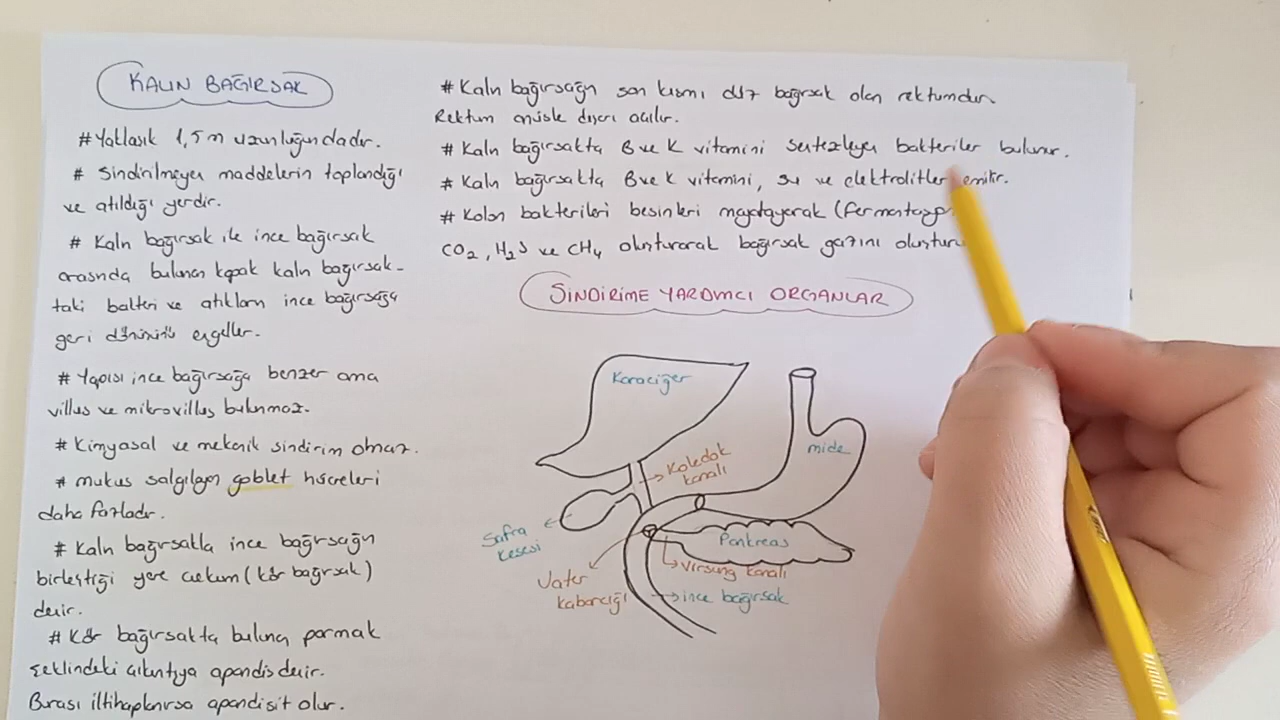 KALIN BAĞIRSAK
# Yaklaşık 1,5 m uzunluğundadır.
# Sindirilmeyen maddelerin toplandığı
ve atıldığı yerdir.
# Kalın bağırsak ile ince bağırsak
arasında bulunan kapak kalın bağırsak-
taki bakteri ve atıkların ince bağırsağa
geri dönüşünü engeller.
# Yapısı ince bağırsağa benzer ama
villus ve mikrovillus bulunmaz.
# Kimyasal ve mekanik sindirim olmaz.
# mukus salgılayan goblet hücreleri
daha fazladır.
# Kalın bağırsakla ince bağırsağın
birleştiği yere çekum (kör bağırsak)
denir.
# Kör bağırsakta bulunan parmak
şeklindeki çıkıntıya apandis denir.
Burası iltihaplanırsa apandisit olur.
# Kalın bağırsağın son kısmı düz bağırsak olan rektumdur.
Rektum anüsle dışarı açılır.
# Kalın bağırsakta B ve K vitamini sentezleyen bakteriler bulunur.
# Kalın bağırsakta B ve K vitamini, su ve elektrolitler emilir.
# Kolon bakterileri besinleri mayalayarak (fermantasyon
CO2, H2S ve CH4 oluşturarak bağırsak gazını oluşturur
SİNDİRİME YARDIMCI ORGANLAR
Karaciğer
mide
Koledok
kanalı
Safra
kesesi
Pankreas
Virsung kanalı
Vater
kabarcığı
ince bağırsak